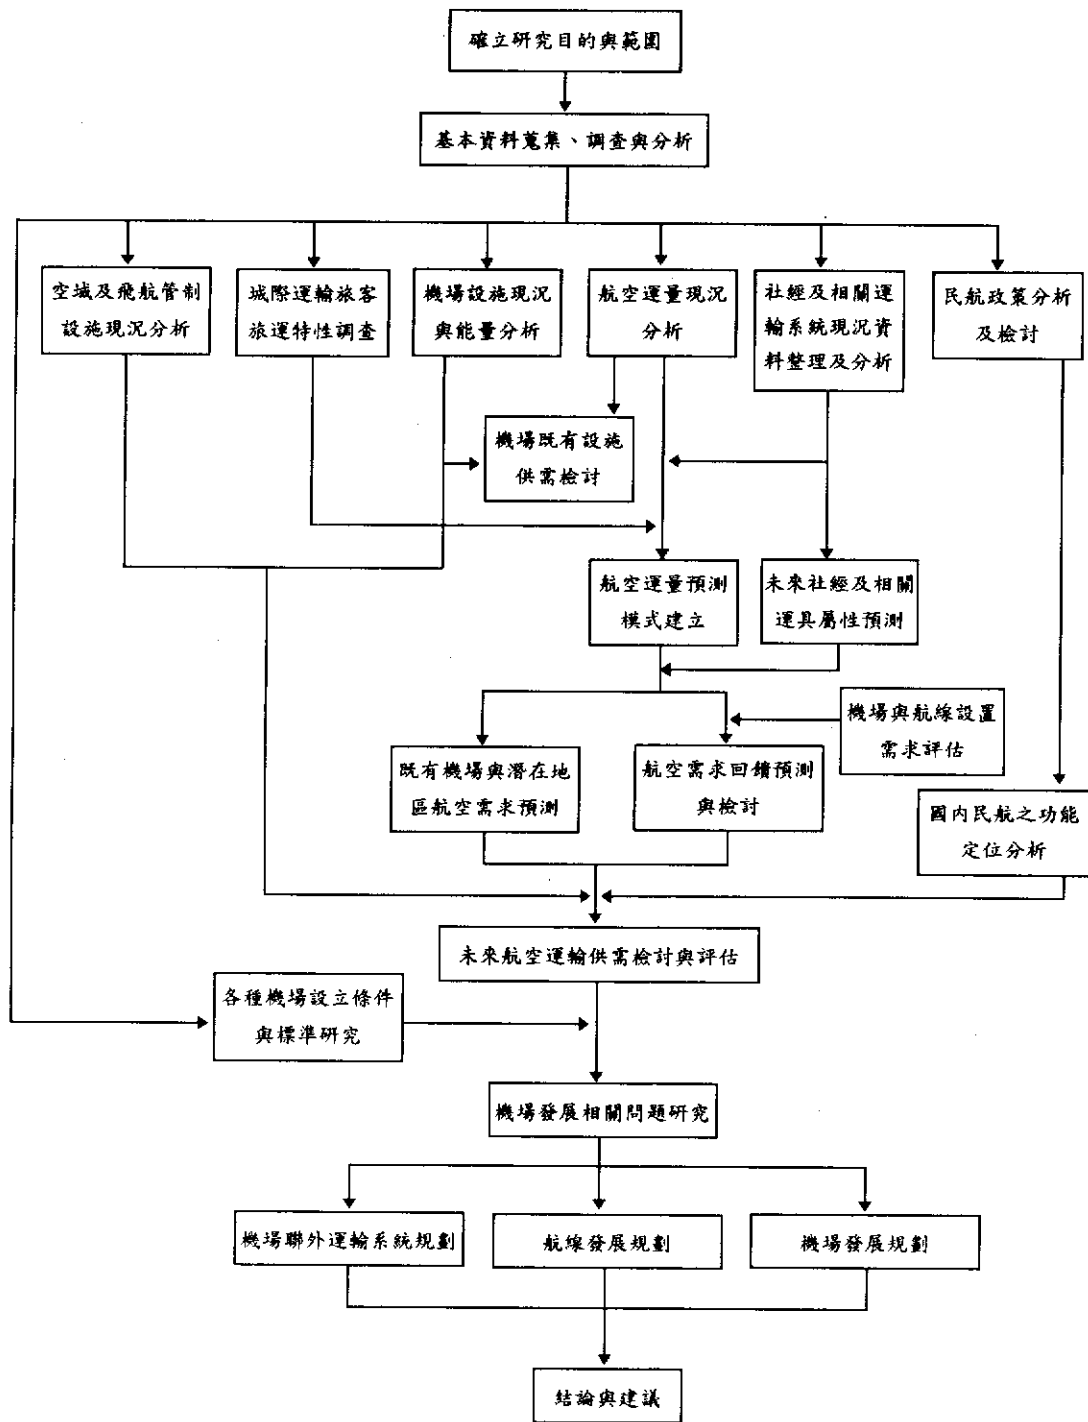 確立研究目的與範圍
基本資料蒐集、調查與分析
空域及飛航管制
設施現況分析
城際運輸旅客
旅運特性調查
機場設施現況
與能量分析
航空運量現況
分析
社經及相關運
輸系統現況資
料整理及分析
民航政策分析
及檢討
機場既有設施
供需檢討
航空運量預測
模式建立
未來社經及相關
運具屬性預測
機場與航線設置
需求評估
既有機場與潛在地
區航空需求預測
航空需求回饋預測
與檢討
國內民航之功能
定位分析
未來航空運輸供需檢討與評估
各種機場設立條件
與標準研究
機場發展相關問題研究
機場聯外運輸系統規劃
航線發展規劃
機場發展規劃
結論與建議